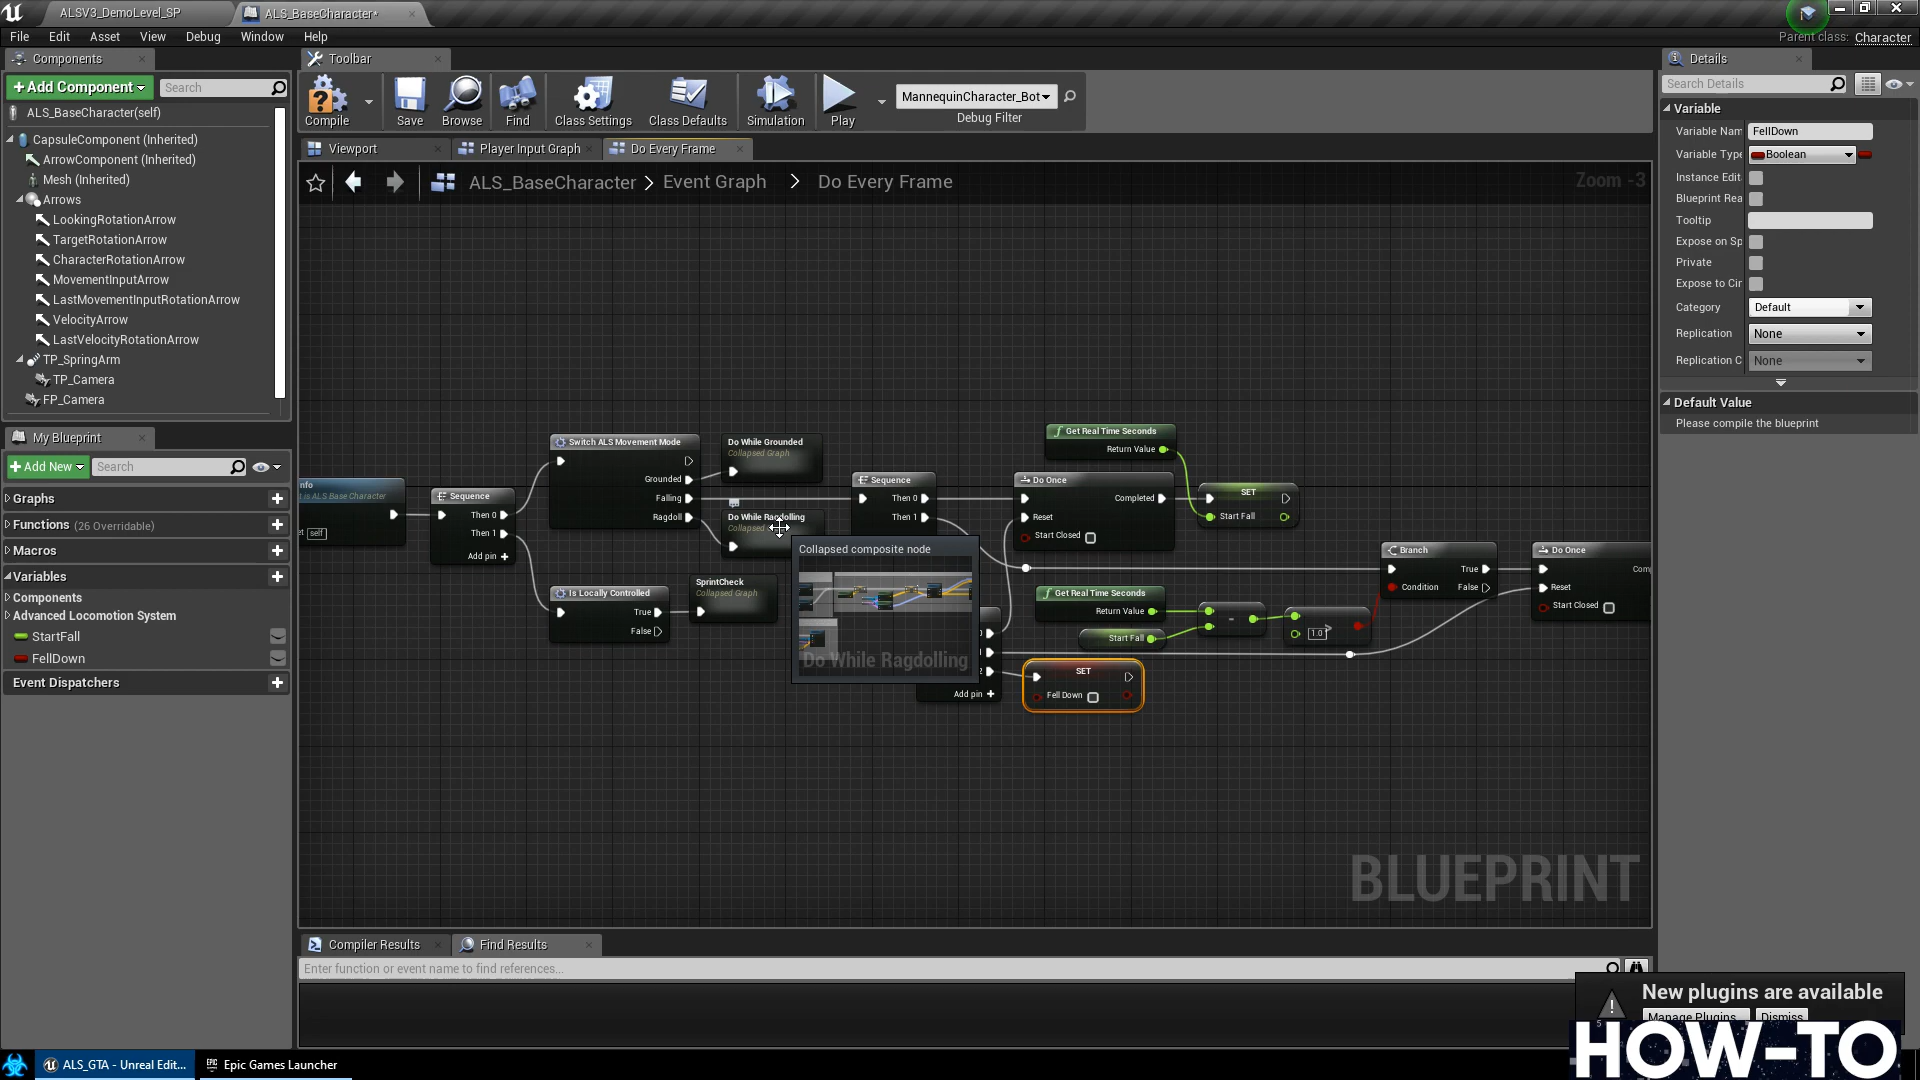 ALSV3_DemoLevel_SP
ALS_BaseCharacter*
File Edit Asset View Debug Window Help
Parent class: Character
Components
+Add Component
Search
ALS_BaseCharacter(self)
CapsuleComponent (Inherited)
ArrowComponent (Inherited)
Mesh (Inherited)
Arrows
LookingRotationArrow
TargetRotationArrow
CharacterRotationArrow
MovementInputArrow
LastMovementInputRotationArrow
VelocityArrow
LastVelocityRotationArrow
TP_SpringArm
TP_Camera
FP_Camera
My Blueprint
+Add New
Search
Graphs
Functions (26 Overridable)
Macros
Variables
Components
Advanced Locomotion System
StartFall
FellDown
Event Dispatchers
Toolbar
Compile
Save
Browse
Find
Class Settings
Class Defaults
Simulation
Play
MannequinCharacter_Bot
Debug Filter
Viewport
Player Input Graph
Do Every Frame
ALS_BaseCharacter > Event Graph > Do Every Frame
Zoom -3
nfo
t is ALS Base Character
et self
Sequence
Then 0
Then 1
Add pin +
Switch ALS Movement Mode
Grounded
Falling
Ragdoll
Do While Grounded
Collapsed Graph
Do While Ragdolling
Collapsed
Is Locally Controlled
True
False
SprintCheck
Collapsed Graph
Sequence
Then 0
Then 1
Collapsed composite node
Do While Ragdolling
Add pin +
Get Real Time Seconds
Return Value
Do Once
Completed
Reset
Start Closed
SET
Start Fall
Get Real Time Seconds
Return Value
Start Fall
-
>
1.0
SET
Fell Down
Branch
True
Condition
False
Do Once
Com
Reset
Start Closed
BLUEPRINT
Compiler Results
Find Results
Enter function or event name to find references...
Details
Search Details
Variable
Variable Nam
FellDown
Variable Type
Boolean
Instance Edit
Blueprint Rea
Tooltip
Expose on Sp
Private
Expose to Cir
Category
Default
Replication
None
Replication C
None
Default Value
Please compile the blueprint
New plugins are available
Manage Plugins...
Dismiss
HOW-TO
ALS_GTA - Unreal Edit...
Epic Games Launcher